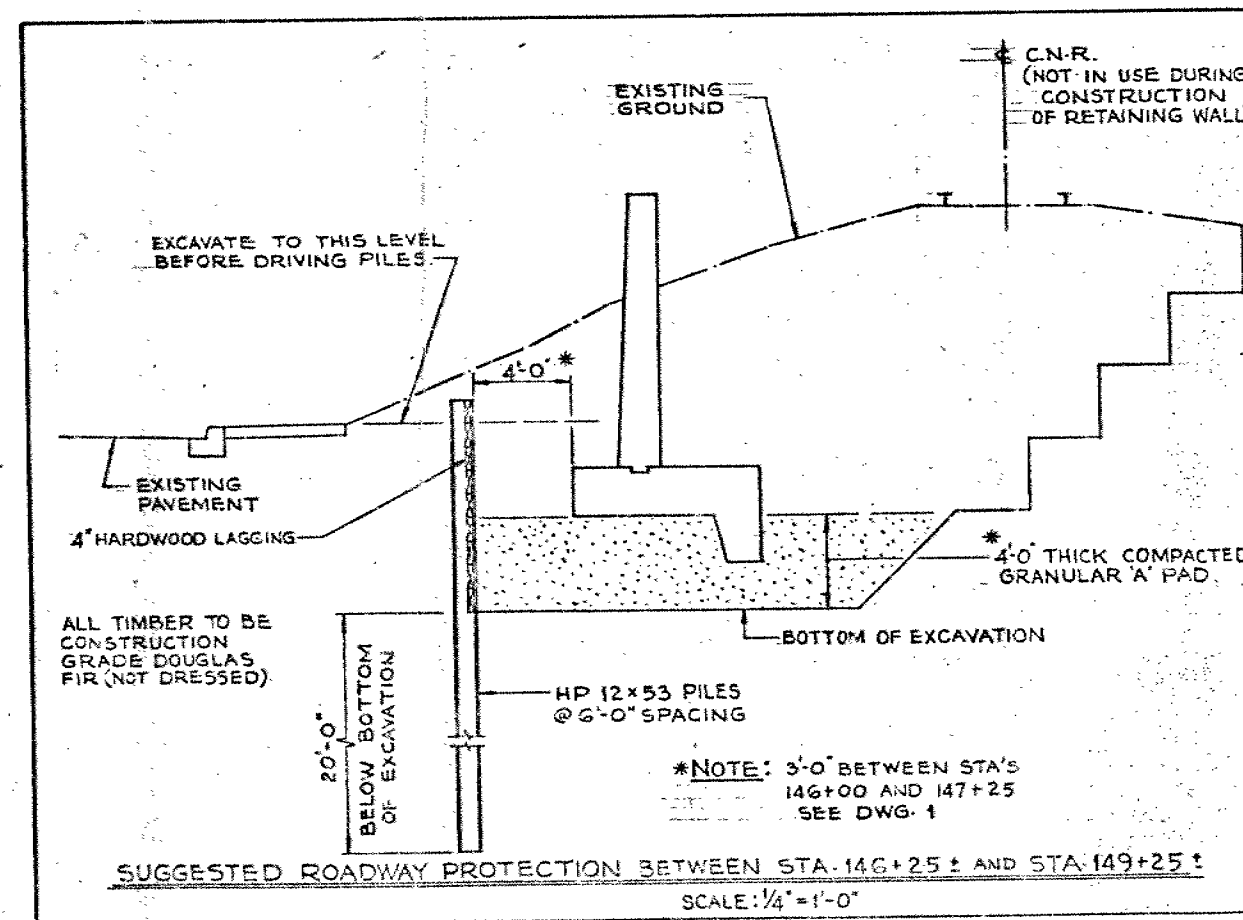 C.N.R.
(NOT IN USE DURING
CONSTRUCTION
OF RETAINING WALL
EXISTING
GROUND
EXCAVATE TO THIS LEVEL
BEFORE DRIVING PILES.
4'-0" *
EXISTING
PAVEMENT
4" HARDWOOD LAGGING
*
4'-0" THICK COMPACTED
GRANULAR 'A' PAD.
ALL TIMBER TO BE
CONSTRUCTION
GRADE DOUGLAS
FIR (NOT DRESSED).
BOTTOM OF EXCAVATION
20'-0"
BELOW BOTTOM
OF EXCAVATION
HP 12×53 PILES
@ 6'-0" SPACING
*NOTE: 3'-0" BETWEEN STA'S
146+00 AND 147+25
SEE DWG. 1
SUGGESTED ROADWAY PROTECTION BETWEEN STA. 146+25 ± AND STA. 149+25 ±
SCALE: 1/4" = 1'-0"